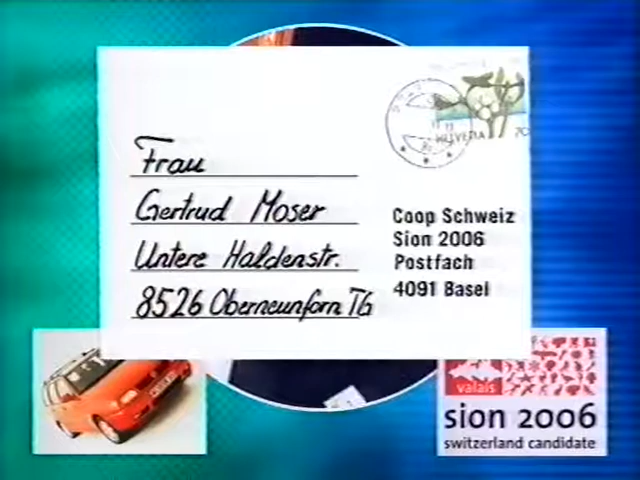 Frau
Gertrud Moser
Untere Haldenstr.
8526 Oberneunforn TG
HELVETIA 70
Coop Schweiz
Sion 2006
Postfach
4091 Basel
valais
sion 2006
switzerland candidate